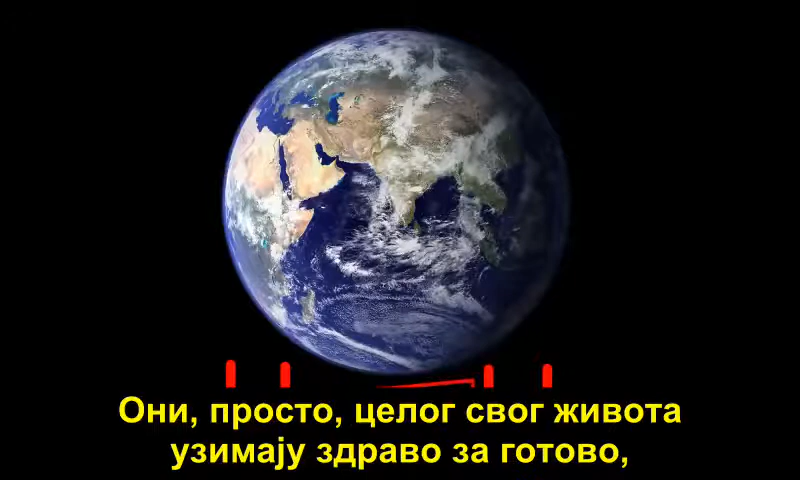 Они, просто, целог свог живота
узимају здраво за готово,